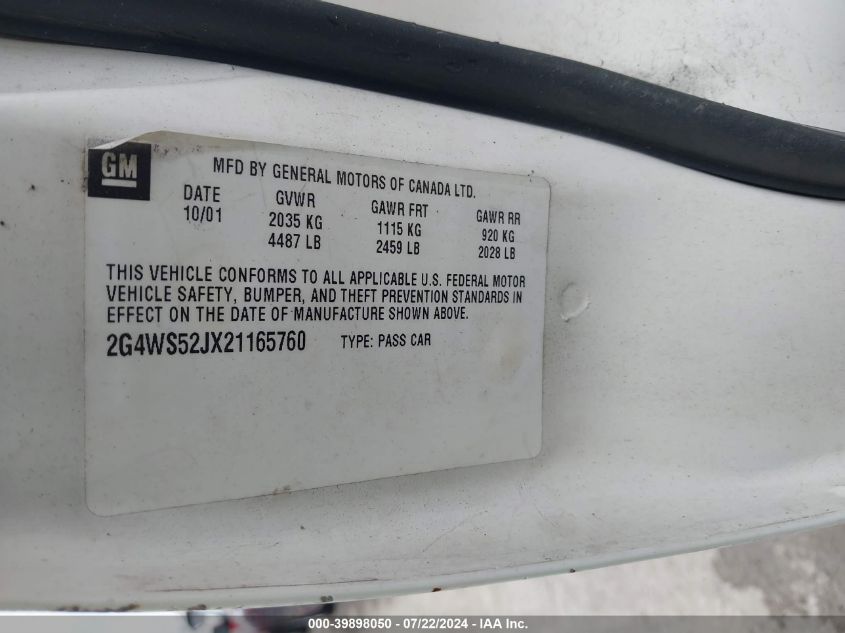 GM
MFD BY GENERAL MOTORS OF CANADA LTD.
DATE GVWR GAWR FRT GAWR RR
10/01 2035 KG 1115 KG 920 KG
4487 LB 2459 LB 2028 LB
THIS VEHICLE CONFORMS TO ALL APPLICABLE U.S. FEDERAL MOTOR
VEHICLE SAFETY, BUMPER, AND THEFT PREVENTION STANDARDS IN
EFFECT ON THE DATE OF MANUFACTURE SHOWN ABOVE.
2G4WS52JX21165760 TYPE: PASS CAR
000-39898050 / 07/22/2024 - IAA Inc.